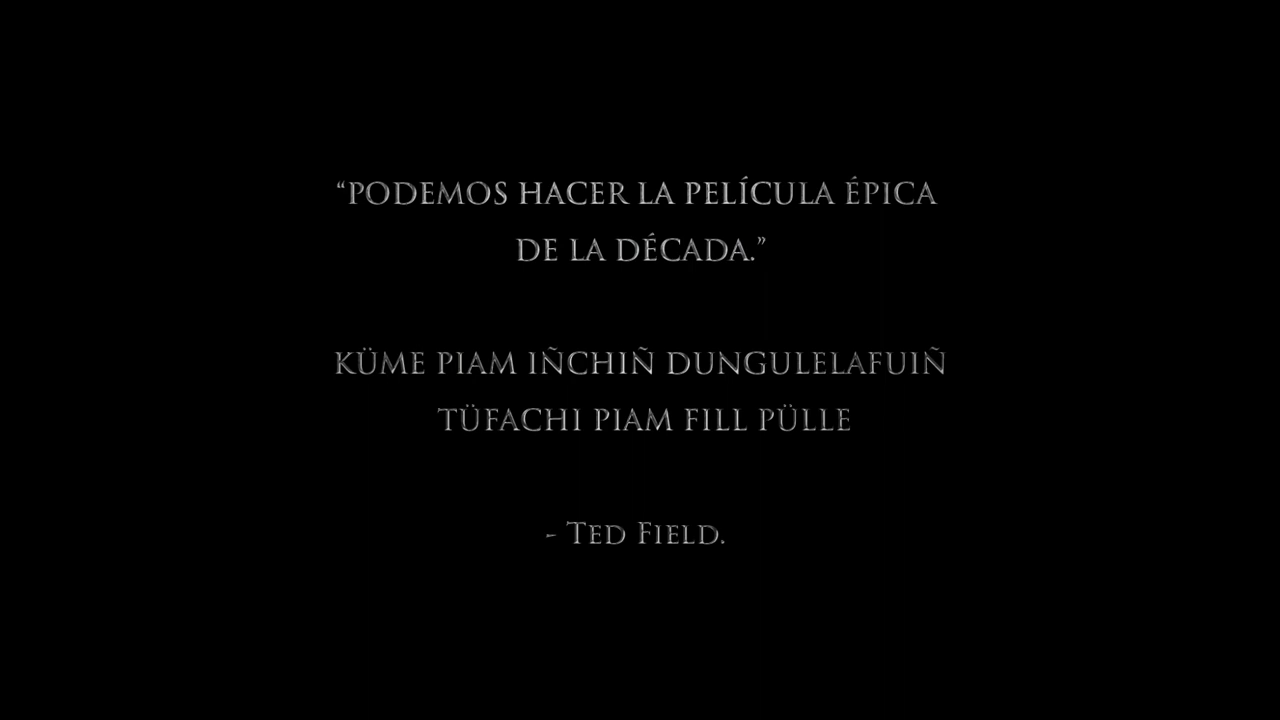 “PODEMOS HACER LA PELÍCULA ÉPICA
DE LA DÉCADA.”
KÜME PIAM IÑCHIÑ DUNGULELAFUIÑ
TÜFACHI PIAM FILL PÜLLE
- TED FIELD.